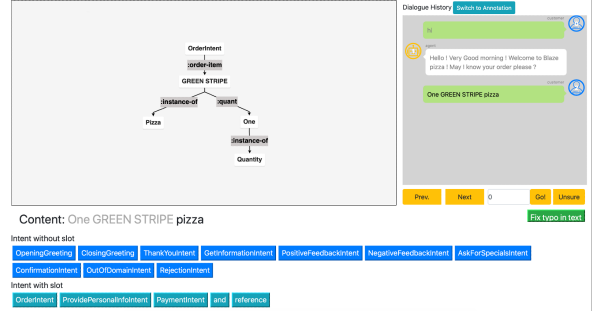 OrderIntent
:order-item
GREEN STRIPE
:instance-of
:quant
Pizza
One
:instance-of
Quantity
Dialogue History
Switch to Annotation
customer
hi
agent
Hello ! Very Good morning ! Welcome to Blaze
pizza ! May I know your order please ?
customer
One GREEN STRIPE pizza
Prev.
Next
0
Go!
Unsure
Content: One GREEN STRIPE pizza
Fix typo in text
Intent without slot
OpeningGreeting ClosingGreeting ThankYouIntent GetInformationIntent PositiveFeedbackIntent NegativeFeedbackIntent AskForSpecialsIntent
ConfirmationIntent OutOfDomainIntent RejectionIntent
Intent with slot
OrderIntent ProvidePersonalInfoIntent PaymentIntent and reference